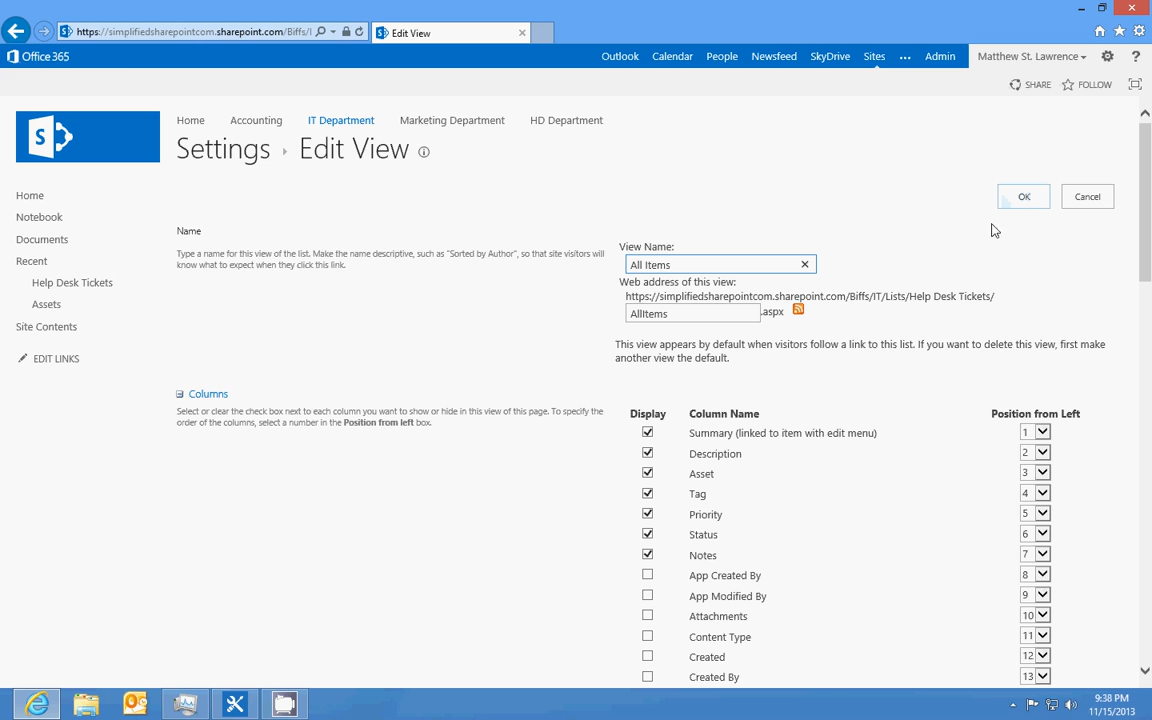 https://simplifiedsharepointcom.sharepoint.com/Biffs/I
Edit View
Office 365
Outlook Calendar People Newsfeed SkyDrive Sites ... Admin Matthew St. Lawrence ?
SHARE FOLLOW
S
Home Accounting IT Department Marketing Department HD Department
Settings Edit View
OK Cancel
Home
Notebook
Documents
Recent
Help Desk Tickets
Assets
Site Contents
EDIT LINKS
Name
Type a name for this view of the list. Make the name descriptive, such as "Sorted by Author", so that site visitors will
know what to expect when they click this link.
View Name:
All Items
Web address of this view:
https://simplifiedsharepointcom.sharepoint.com/Biffs/IT/Lists/Help Desk Tickets/
AllItems .aspx
This view appears by default when visitors follow a link to this list. If you want to delete this view, first make
another view the default.
Columns
Select or clear the check box next to each column you want to show or hide in this view of this page. To specify the
order of the columns, select a number in the Position from left box.
Display Column Name Position from Left
Summary (linked to item with edit menu) 1
Description 2
Asset 3
Tag 4
Priority 5
Status 6
Notes 7
App Created By 8
App Modified By 9
Attachments 10
Content Type 11
Created 12
Created By 13
9:38 PM
11/15/2013